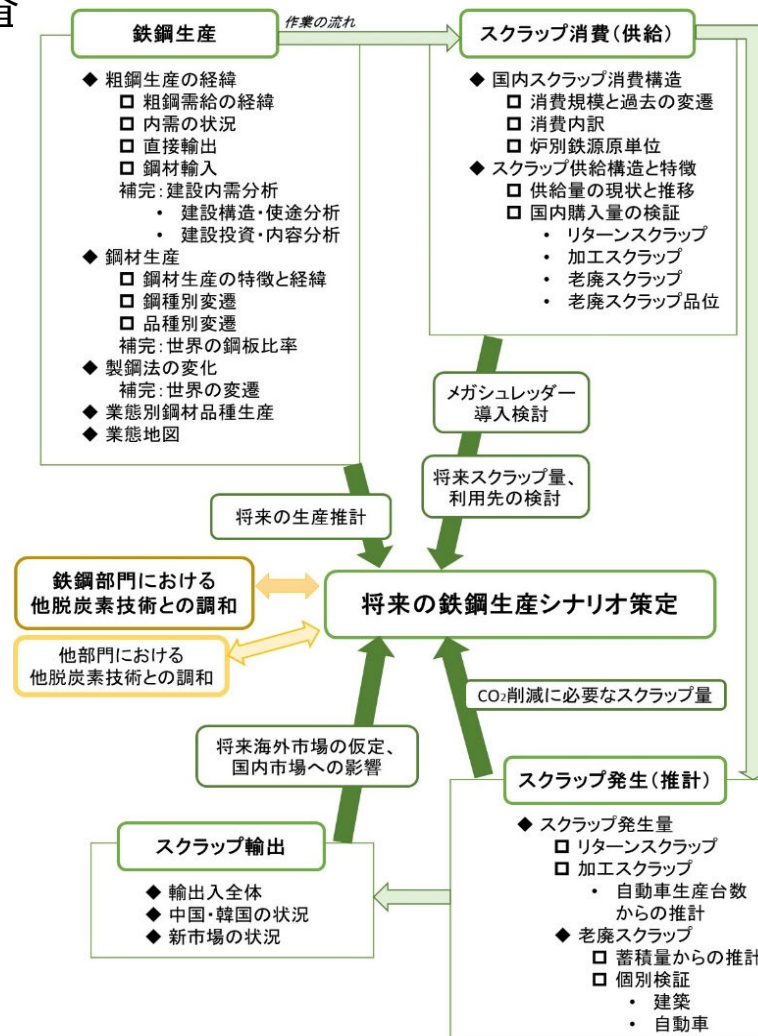 査
鉄鋼生産
作業の流れ
スクラップ消費(供給)
◆ 粗鋼生産の経緯
□ 粗鋼需給の経緯
□ 内需の状況
□ 直接輸出
□ 鋼材輸入
補完:建設内需分析
• 建設構造・使途分析
• 建設投資・内容分析
◆ 鋼材生産
□ 鋼材生産の特徴と経緯
□ 鋼種別変遷
□ 品種別変遷
補完:世界の鋼板比率
◆ 製鋼法の変化
補完:世界の変遷
◆ 業態別鋼材品種生産
◆ 業態地図
◆ 国内スクラップ消費構造
□ 消費規模と過去の変遷
□ 消費内訳
□ 炉別鉄源原単位
◆ スクラップ供給構造と特徴
□ 供給量の現状と推移
□ 国内購入量の検証
• リターンスクラップ
• 加工スクラップ
• 老廃スクラップ
• 老廃スクラップ品位
メガシュレッダー
導入検討
将来スクラップ量、
利用先の検討
将来の生産推計
鉄鋼部門における
他脱炭素技術との調和
将来の鉄鋼生産シナリオ策定
他部門における
他脱炭素技術との調和
CO₂削減に必要なスクラップ量
将来海外市場の仮定、
国内市場への影響
スクラップ輸出
◆ 輸出入全体
◆ 中国・韓国の状況
◆ 新市場の状況
スクラップ発生(推計)
◆ スクラップ発生量
□ リターンスクラップ
□ 加工スクラップ
• 自動車生産台数
からの推計
◆ 老廃スクラップ
□ 蓄積量からの推計
□ 個別検証
• 建築
• 自動車